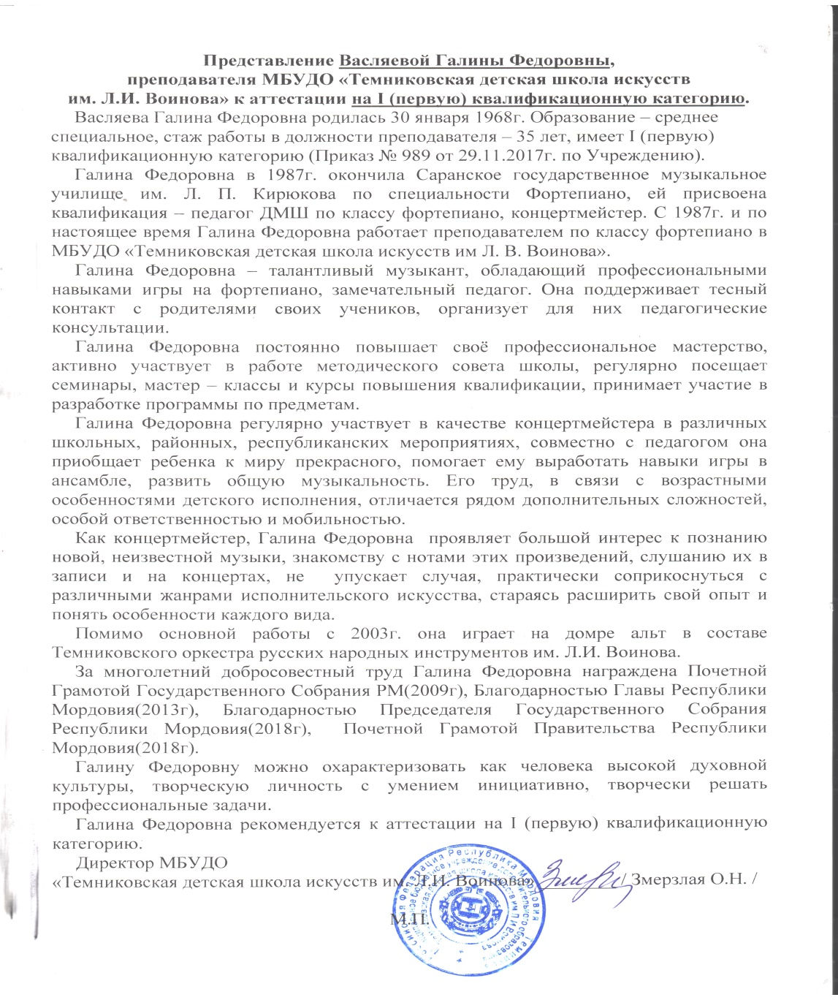 Представление Васляевой Галины Федоровны,
преподавателя МБУДО «Темниковская детская школа искусств
им. Л.И. Воинова» к аттестации на I (первую) квалификационную категорию.
Васляева Галина Федоровна родилась 30 января 1968г. Образование – среднее
специальное, стаж работы в должности преподавателя – 35 лет, имеет I (первую)
квалификационную категорию (Приказ № 989 от 29.11.2017г. по Учреждению).
Галина Федоровна в 1987г. окончила Саранское государственное музыкальное
училище им. Л. П. Кирюкова по специальности Фортепиано, ей присвоена
квалификация – педагог ДМШ по классу фортепиано, концертмейстер. С 1987г. и по
настоящее время Галина Федоровна работает преподавателем по классу фортепиано в
МБУДО «Темниковская детская школа искусств им Л. В. Воинова».
Галина Федоровна – талантливый музыкант, обладающий профессиональными
навыками игры на фортепиано, замечательный педагог. Она поддерживает тесный
контакт с родителями своих учеников, организует для них педагогические
консультации.
Галина Федоровна постоянно повышает своё профессиональное мастерство,
активно участвует в работе методического совета школы, регулярно посещает
семинары, мастер – классы и курсы повышения квалификации, принимает участие в
разработке программы по предметам.
Галина Федоровна регулярно участвует в качестве концертмейстера в различных
школьных, районных, республиканских мероприятиях, совместно с педагогом она
приобщает ребенка к миру прекрасного, помогает ему выработать навыки игры в
ансамбле, развить общую музыкальность. Его труд, в связи с возрастными
особенностями детского исполнения, отличается рядом дополнительных сложностей,
особой ответственностью и мобильностью.
Как концертмейстер, Галина Федоровна проявляет большой интерес к познанию
новой, неизвестной музыки, знакомству с нотами этих произведений, слушанию их в
записи и на концертах, не упускает случая, практически соприкоснуться с
различными жанрами исполнительского искусства, стараясь расширить свой опыт и
понять особенности каждого вида.
Помимо основной работы с 2003г. она играет на домре альт в составе
Темниковского оркестра русских народных инструментов им. Л.И. Воинова.
За многолетний добросовестный труд Галина Федоровна награждена Почетной
Грамотой Государственного Собрания РМ(2009г), Благодарностью Главы Республики
Мордовия(2013г), Благодарностью Председателя Государственного Собрания
Республики Мордовия(2018г), Почетной Грамотой Правительства Республики
Мордовия(2018г).
Галину Федоровну можно охарактеризовать как человека высокой духовной
культуры, творческую личность с умением инициативно, творчески решать
профессиональные задачи.
Галина Федоровна рекомендуется к аттестации на I (первую) квалификационную
категорию.
Директор МБУДО
«Темниковская детская школа искусств им. Л.И. Воинова» / Змерзлая О.Н. /
М.П.
Российская Федерация Республика Мордовия